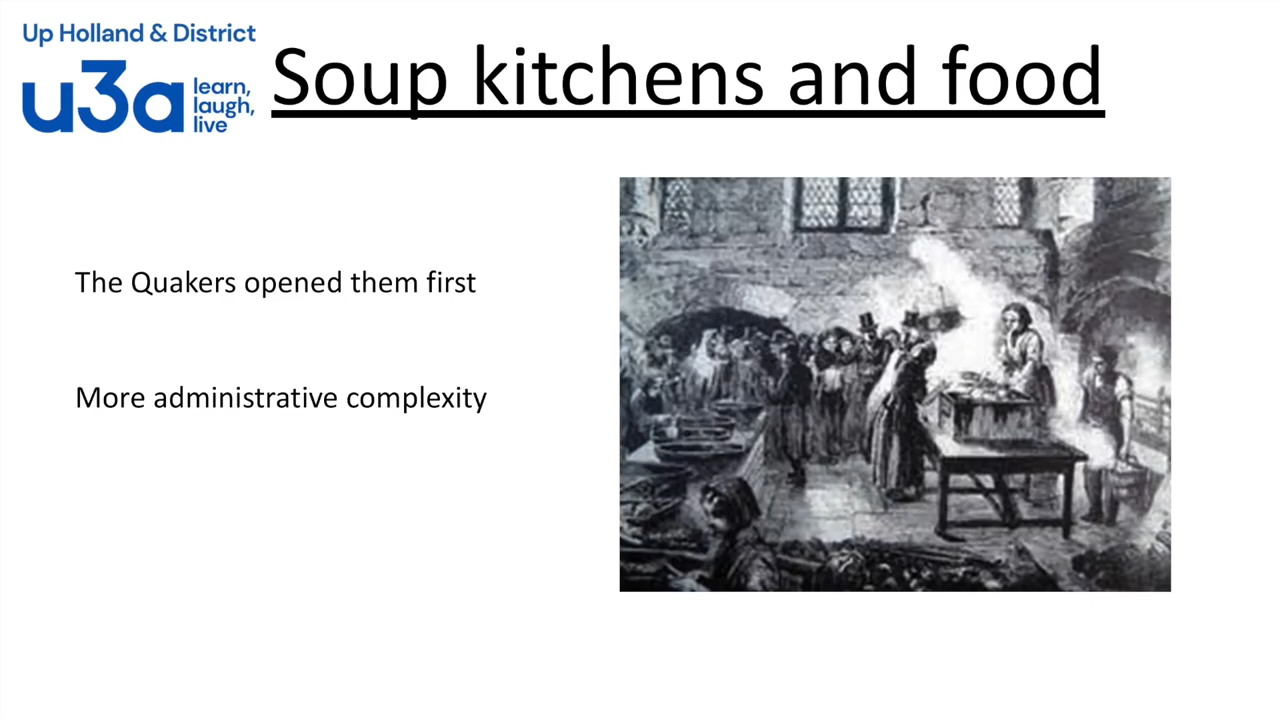 Up Holland & District
u3a
learn,
laugh,
live
Soup kitchens and food
The Quakers opened them first
More administrative complexity